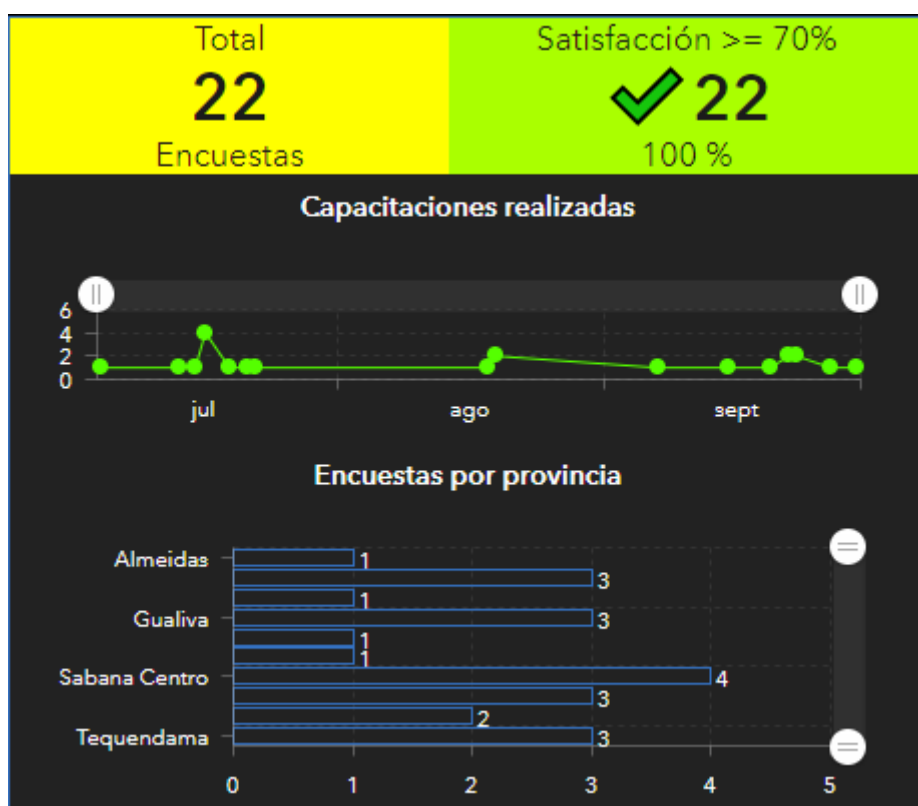 Total
22
Encuestas
Satisfacción >= 70%
22
100 %
Capacitaciones realizadas
6
4
2
0
jul ago sept
Encuestas por provincia
Almeidas 1
3
1
Gualiva 3
1
1
Sabana Centro 4
3
2
Tequendama 3
0 1 2 3 4 5